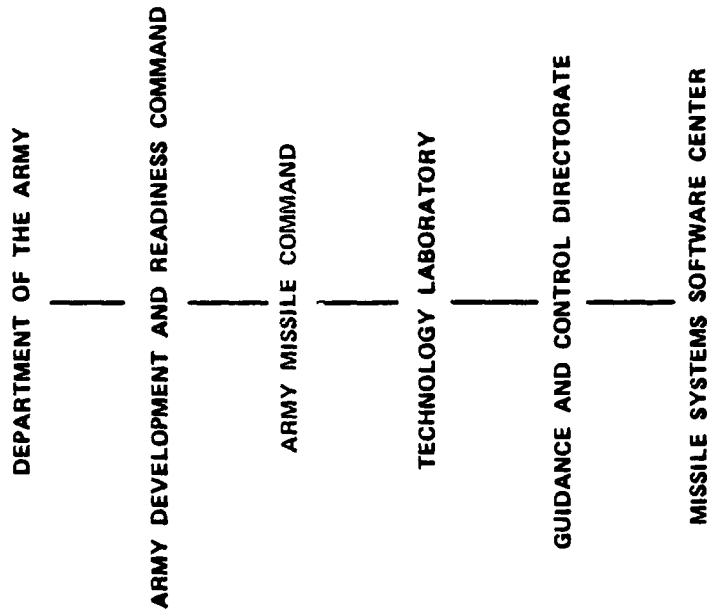 DEPARTMENT OF THE ARMY
ARMY DEVELOPMENT AND READINESS COMMAND
ARMY MISSILE COMMAND
TECHNOLOGY LABORATORY
GUIDANCE AND CONTROL DIRECTORATE
MISSILE SYSTEMS SOFTWARE CENTER